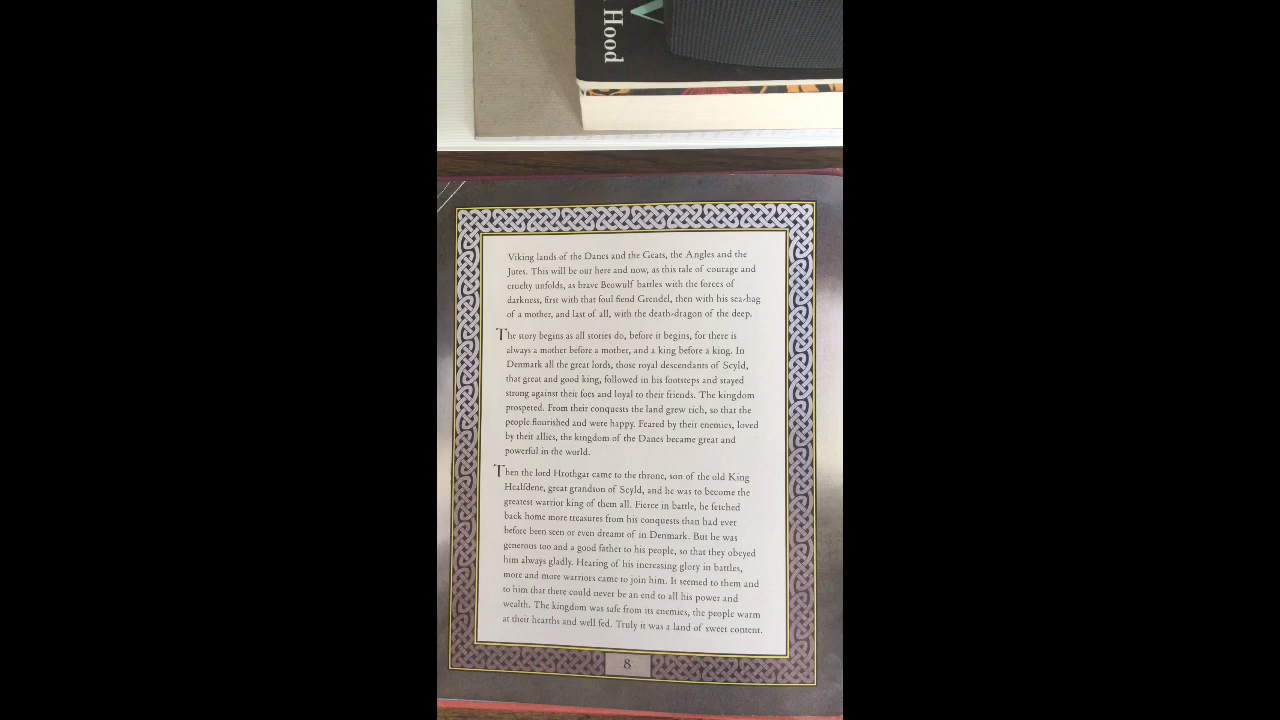 Hood
Viking lands of the Danes and the Geats, the Angles and the
Jutes. This will be our here and now, as this tale of courage and
cruelty unfolds, as brave Beowulf battles with the forces of
darkness, first with that foul fiend Grendel, then with his sea-hag
of a mother, and last of all, with the death-dragon of the deep.
The story begins as all stories do, before it begins, for there is
always a mother before a mother, and a king before a king. In
Denmark all the great lords, those royal descendants of Scyld,
that great and good king, followed in his footsteps and stayed
strong against their foes and loyal to their friends. The kingdom
prospered. From their conquests the land grew rich, so that the
people flourished and were happy. Feared by their enemies, loved
by their allies, the kingdom of the Danes became great and
powerful in the world.
Then the lord Hrothgar came to the throne, son of the old King
Healfdene, great grandson of Scyld, and he was to become the
greatest warrior king of them all. Fierce in battle, he fetched
back home more treasures from his conquests than had ever
before been seen or even dreamt of in Denmark. But he was
generous too and a good father to his people, so that they obeyed
him always gladly. Hearing of his increasing glory in battles,
more and more warriors came to join him. It seemed to them and
to him that there could never be an end to all his power and
wealth. The kingdom was safe from its enemies, the people warm
at their hearths and well fed. Truly it was a land of sweet content.
8